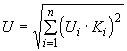 U = √(∑_{i=1}^{n} (U_i · K_i)^2)